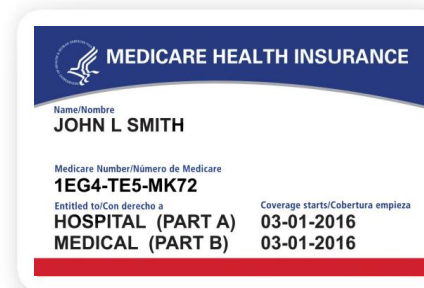 MEDICARE HEALTH INSURANCE
Name/Nombre
JOHN L SMITH
Medicare Number/Número de Medicare
1EG4-TE5-MK72
Entitled to/Con derecho a Coverage starts/Cobertura empieza
HOSPITAL (PART A) 03-01-2016
MEDICAL (PART B) 03-01-2016